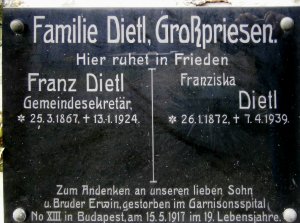 Familie Dietl, Großpriesen.
Hier ruhet in Frieden
Franz Dietl
Gemeindesekretär,
* 25.3.1867. + 13.1.1924.
Franziska
Dietl
* 26.1.1872, + 7.4.1939.
Zum Andenken an unseren lieben Sohn
u. Bruder Erwin, gestorben im Garnisonsspital
No XIII in Budapest, am 15.5.1917 im 19. Lebensjahre.